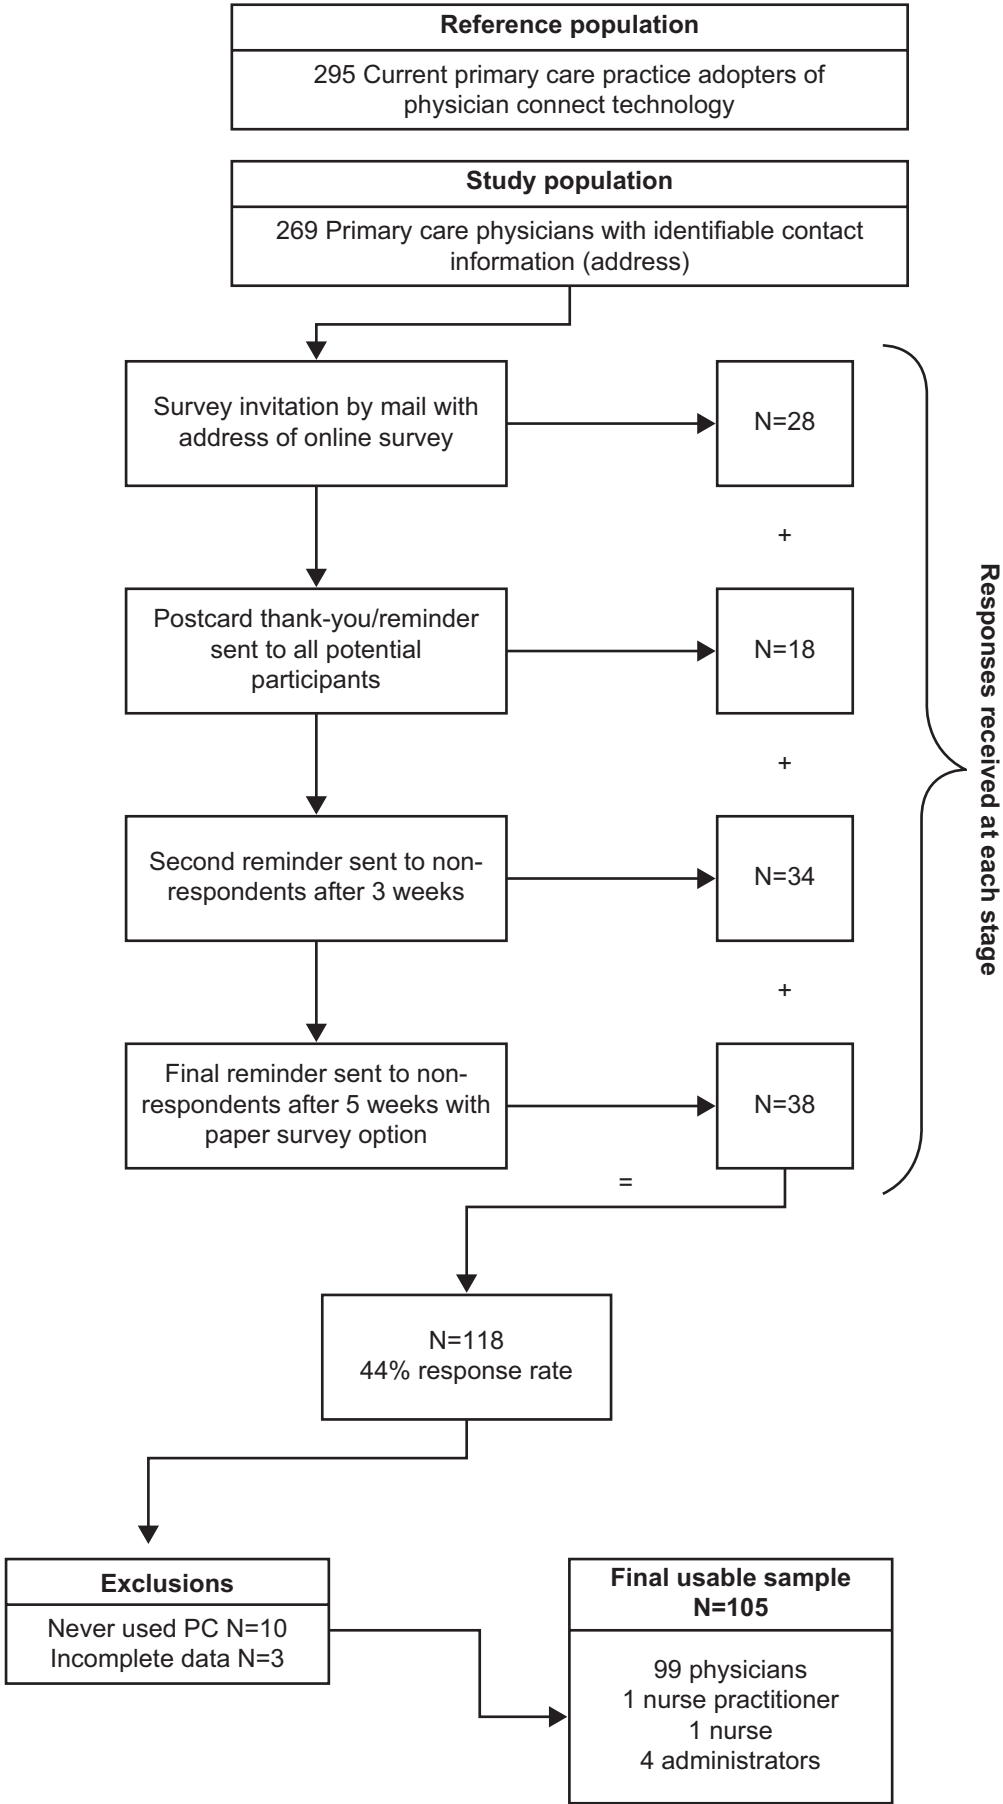 Reference population
295 Current primary care practice adopters of
physician connect technology
Study population
269 Primary care physicians with identifiable contact
information (address)
Survey invitation by mail with
address of online survey
N=28
+
Postcard thank-you/reminder
sent to all potential
participants
N=18
+
Second reminder sent to non-
respondents after 3 weeks
N=34
+
Final reminder sent to non-
respondents after 5 weeks with
paper survey option
N=38
=
Responses received at each stage
N=118
44% response rate
Exclusions
Never used PC N=10
Incomplete data N=3
Final usable sample
N=105
99 physicians
1 nurse practitioner
1 nurse
4 administrators